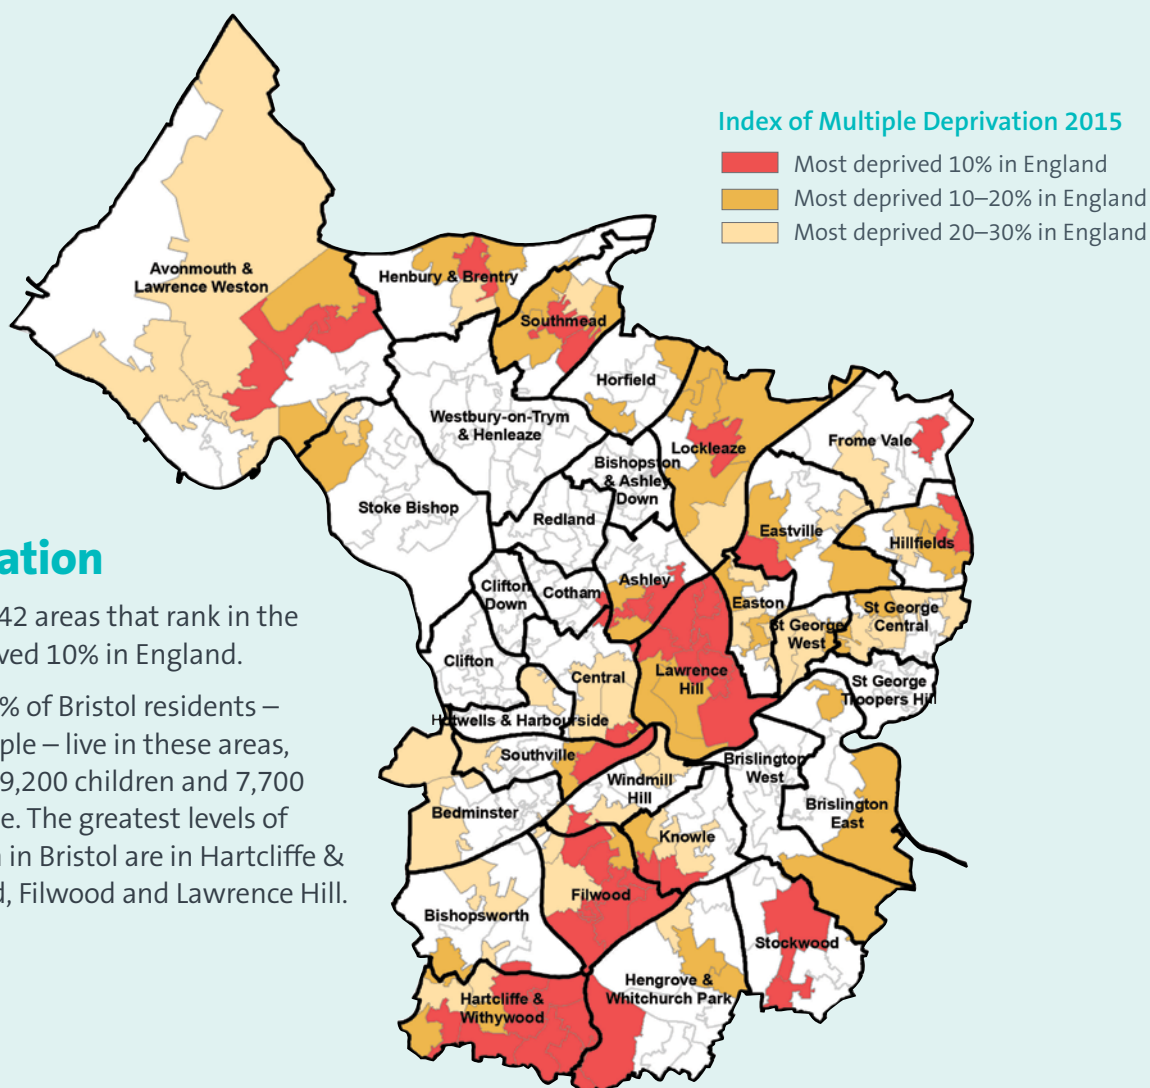 Index of Multiple Deprivation 2015
Most deprived 10% in England
Most deprived 10–20% in England
Most deprived 20–30% in England
Avonmouth &
Lawrence Weston
Henbury & Brentry
Southmead
Horfield
Westbury-on-Trym
& Henleaze
Lockleaze
Frome Vale
Bishopston
& Ashley
Down
Stoke Bishop
Redland
Eastville
Hillfields
Clifton
Down
Cotham
Ashley
Easton
St George
West
St George
Central
Clifton
Central
Lawrence
Hill
St George
Troopers Hill
Hotwells & Harbourside
Southville
Windmill
Hill
Brislington
West
Bedminster
Knowle
Brislington
East
Filwood
Bishopsworth
Stockwood
Hengrove &
Whitchurch Park
Hartcliffe &
Withywood
ation
42 areas that rank in the
ved 10% in England.
% of Bristol residents –
ple – live in these areas,
9,200 children and 7,700
e. The greatest levels of
n in Bristol are in Hartcliffe &
d, Filwood and Lawrence Hill.